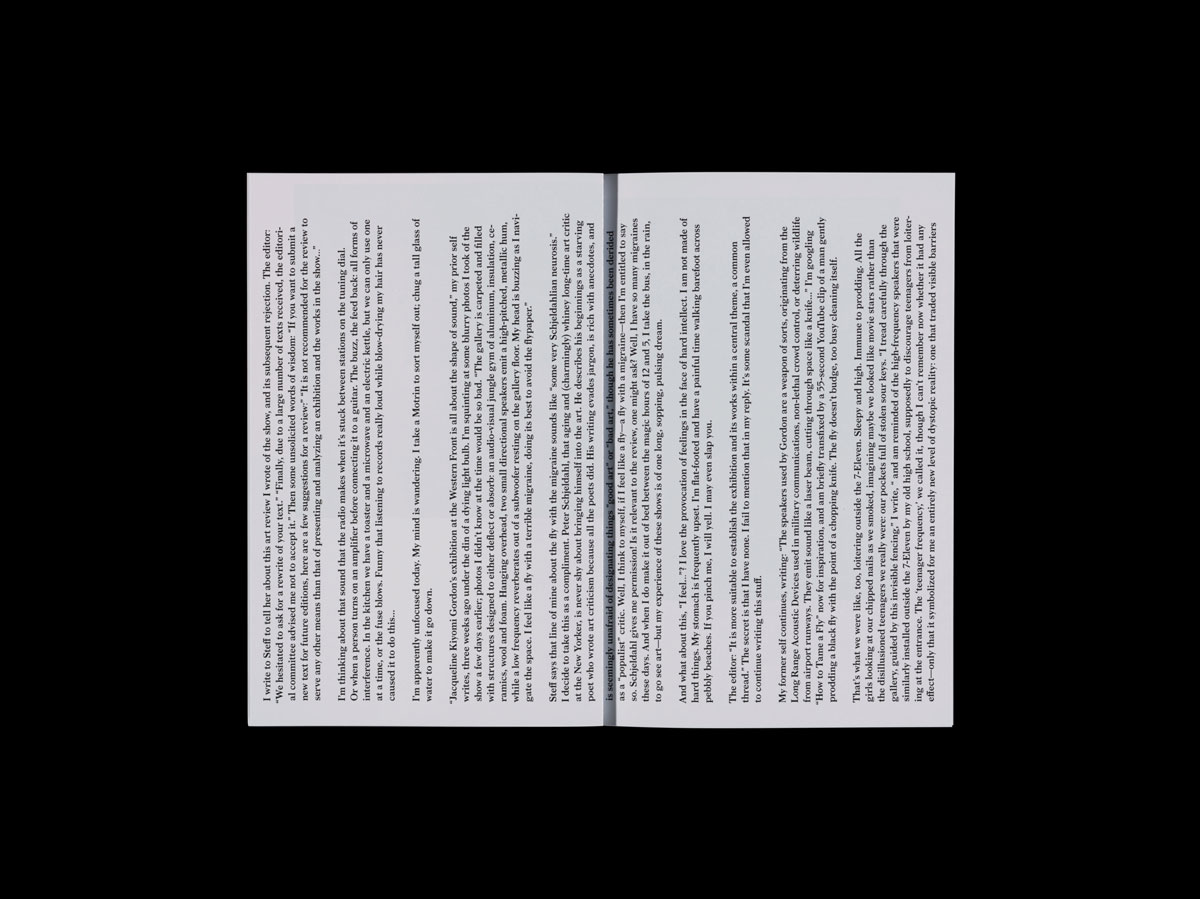 I write to Steff to tell her about this art review I wrote of the show, and its subsequent rejection. The editor:
“We hesitated to ask for a rewrite of your text.” “Finally, due to a large number of texts received, the editori-
al committee advised me not to accept it.” Then some unsolicited words of wisdom: “If you want to submit a
new text for future editions, here are a few suggestions for a review:” “It is not recommended for the review to
serve any other means than that of presenting and analyzing an exhibition and the works in the show...”
I'm thinking about that sound that the radio makes when it's stuck between stations on the tuning dial.
Or when a person turns on an amplifier before connecting it to a guitar. The buzz, the feed back: all forms of
interference. In the kitchen we have a toaster and a microwave and an electric kettle, but we can only use one
at a time, or the fuse blows. Funny that listening to records really loud while blow-drying my hair has never
caused it to do this...
I'm apparently unfocused today. My mind is wandering. I take a Motrin to sort myself out; chug a tall glass of
water to make it go down.
“Jacqueline Kiyomi Gordon's exhibition at the Western Front is all about the shape of sound,” my prior self
writes, three weeks ago under the din of a dying light bulb. I'm squinting at some blurry photos I took of the
show a few days earlier; photos I didn't know at the time would be so bad. “The gallery is carpeted and filled
with structures designed to either deflect or absorb: an audio-visual jungle gym of aluminum, insulation, ce-
ramics, wool and foam. Hanging overhead, two small directional speakers emit a high-pitched, metallic hum,
while a low frequency reverberates out of a subwoofer resting on the gallery floor. My head is buzzing as I navi-
gate the space. I feel like a fly with a terrible migraine, doing its best to avoid the flypaper.”
Steff says that line of mine about the fly with the migraine sounds like “some very Schjeldahlian neurosis.”
I decide to take this as a compliment. Peter Schjeldahl, that aging and (charmingly) whiney long-time art critic
at the New Yorker, is never shy about bringing himself into the art. He describes his beginnings as a starving
poet who wrote art criticism because all the poets did. His writing evades jargon, is rich with anecdotes, and
is seemingly unafraid of designating things “good art” or “bad art,” though he has sometimes been derided
as a “populist” critic. Well, I think to myself, if I feel like a fly—a fly with a migraine—then I'm entitled to say
so. Schjeldahl gives me permission! Is it relevant to the review, one might ask? Well, I have so many migraines
these days. And when I do make it out of bed between the magic hours of 12 and 5, I take the bus, in the rain,
to go see art—but my experience of these shows is of one long, sopping, pulsing dream.
And what about this, “I feel...”? I love the provocation of feelings in the face of hard intellect. I am not made of
hard things. My stomach is frequently upset. I'm flat-footed and have a painful time walking barefoot across
pebbly beaches. If you pinch me, I will yell. I may even slap you.
The editor: “It is more suitable to establish the exhibition and its works within a central theme, a common
thread.” The secret is that I have none. I fail to mention that in my reply. It's some scandal that I'm even allowed
to continue writing this stuff.
My former self continues, writing: “The speakers used by Gordon are a weapon of sorts, originating from the
Long Range Acoustic Devices used in military communications, non-lethal crowd control, or deterring wildlife
from airport runways. They emit sound like a laser beam, cutting through space like a knife...” I'm googling
“How to Tame a Fly” now for inspiration, and am briefly transfixed by a 55-second YouTube clip of a man gently
prodding a black fly with the point of a chopping knife. The fly doesn't budge, too busy cleaning itself.
That's what we were like, too, loitering outside the 7-Eleven. Sleepy and high. Immune to prodding. All the
girls looking at our chapped nails as we smoked, imagining maybe we looked like movie stars rather than
the disillusioned teenagers we really were: our pockets full of stolen sour keys. “I tread carefully through the
gallery, guided by this invisible fencing,” I write, “ and am reminded of the high-frequency speakers that were
similarly installed outside the 7-Eleven by my old high school, supposedly to discourage teenagers from loiter-
ing at the entrance. The ‘teenager frequency,’ we called it, though I can't remember now whether it had any
effect—only that it symbolized for me an entirely new level of dystopic reality: one that traded visible barriers